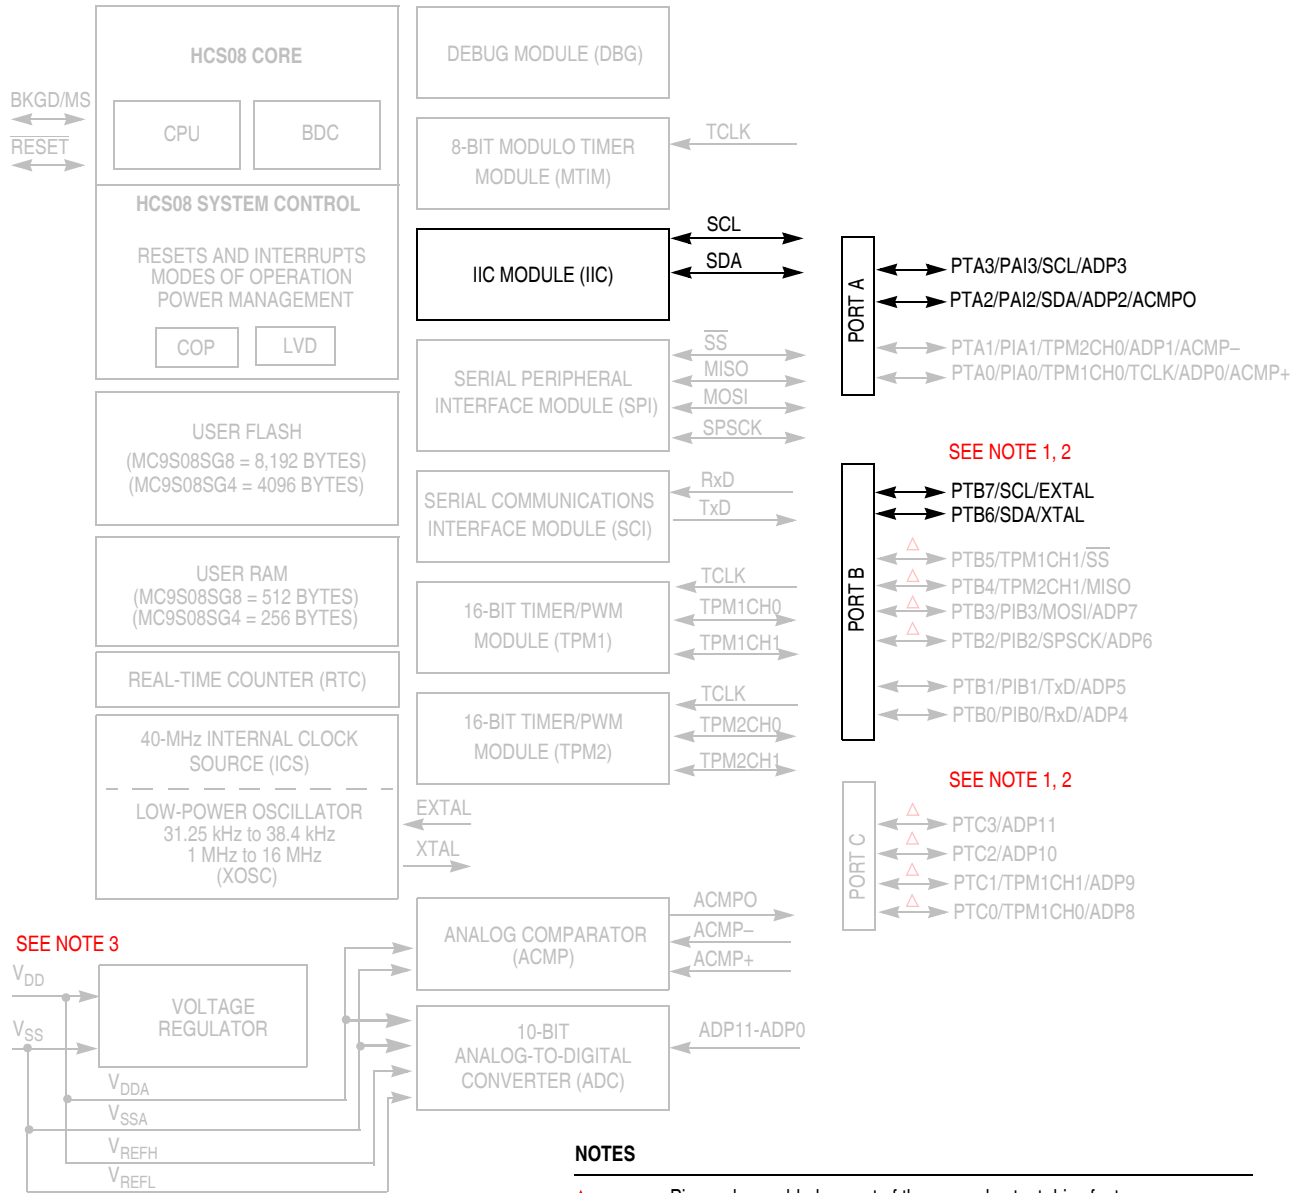 HCS08 CORE
CPU
BDC
BKGD/MS
RESET
HCS08 SYSTEM CONTROL
RESETS AND INTERRUPTS
MODES OF OPERATION
POWER MANAGEMENT
COP
LVD
USER FLASH
(MC9S08SG8 = 8,192 BYTES)
(MC9S08SG4 = 4096 BYTES)
USER RAM
(MC9S08SG8 = 512 BYTES)
(MC9S08SG4 = 256 BYTES)
REAL-TIME COUNTER (RTC)
40-MHz INTERNAL CLOCK
SOURCE (ICS)
LOW-POWER OSCILLATOR
31.25 kHz to 38.4 kHz
1 MHz to 16 MHz
(XOSC)
EXTAL
XTAL
SEE NOTE 3
VDD
VSS
VOLTAGE
REGULATOR
VDDA
VSSA
VREFH
VREFL
DEBUG MODULE (DBG)
8-BIT MODULO TIMER
MODULE (MTIM)
TCLK
IIC MODULE (IIC)
SCL
SDA
SERIAL PERIPHERAL
INTERFACE MODULE (SPI)
SS
MISO
MOSI
SPSCK
SERIAL COMMUNICATIONS
INTERFACE MODULE (SCI)
RxD
TxD
16-BIT TIMER/PWM
MODULE (TPM1)
TCLK
TPM1CH0
TPM1CH1
16-BIT TIMER/PWM
MODULE (TPM2)
TCLK
TPM2CH0
TPM2CH1
ANALOG COMPARATOR
(ACMP)
ACMPO
ACMP–
ACMP+
10-BIT
ANALOG-TO-DIGITAL
CONVERTER (ADC)
ADP11-ADP0
PORT A
PTA3/PAI3/SCL/ADP3
PTA2/PAI2/SDA/ADP2/ACMPO
PTA1/PIA1/TPM2CH0/ADP1/ACMP–
PTA0/PIA0/TPM1CH0/TCLK/ADP0/ACMP+
SEE NOTE 1, 2
PORT B
PTB7/SCL/EXTAL
PTB6/SDA/XTAL
PTB5/TPM1CH1/SS
PTB4/TPM2CH1/MISO
PTB3/PIB3/MOSI/ADP7
PTB2/PIB2/SPSCK/ADP6
PTB1/PIB1/TxD/ADP5
PTB0/PIB0/RxD/ADP4
SEE NOTE 1, 2
PORT C
PTC3/ADP11
PTC2/ADP10
PTC1/TPM1CH1/ADP9
PTC0/TPM1CH0/ADP8
NOTES